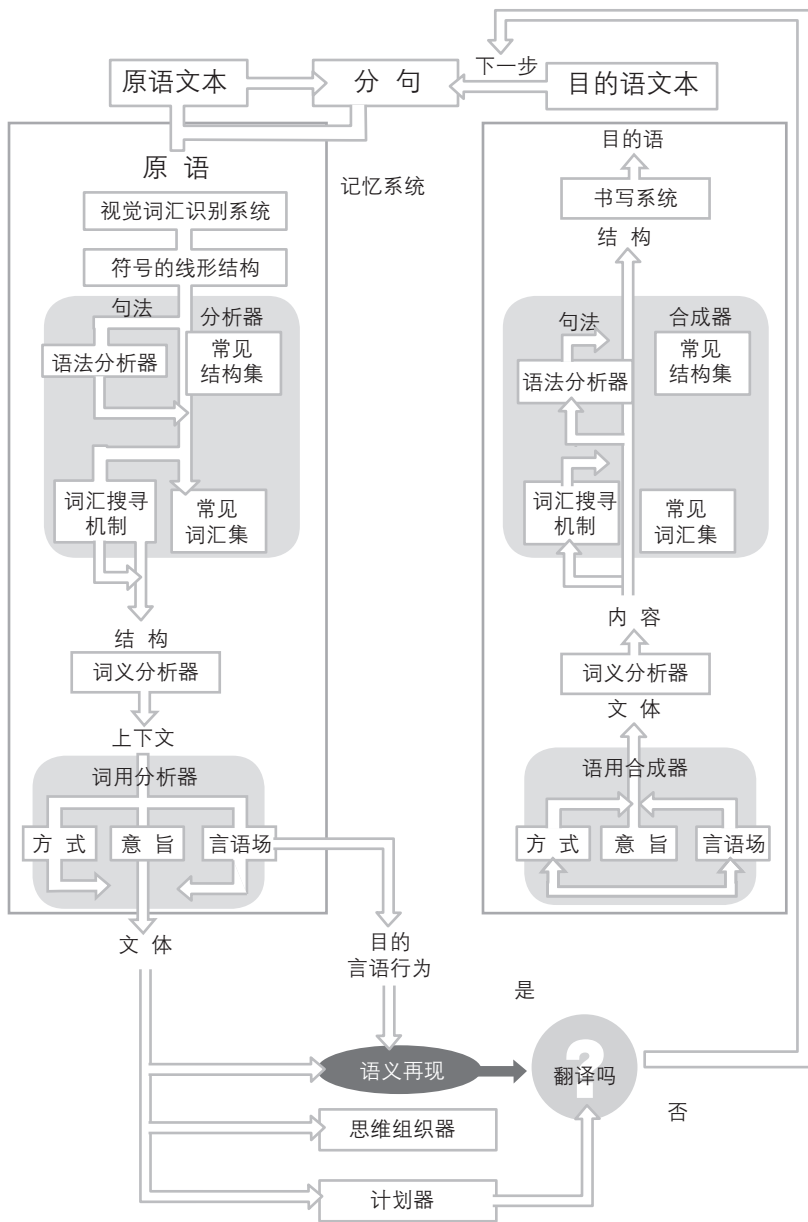 下一步
原语文本
分 句
目的语文本
原 语
记忆系统
视觉词汇识别系统
符号的线形结构
句法
分析器
语法分析器
常见
结构集
词汇搜寻
机制
常见
词汇集
结 构
词义分析器
上下文
词用分析器
方 式
意 旨
言语场
文 体
目的
言语行为
目的语
书写系统
结 构
句法
合成器
语法分析器
常见
结构集
词汇搜寻
机制
常见
词汇集
内 容
词义分析器
文 体
语用合成器
方 式
意 旨
言语场
是
语义再现
?
翻译吗
否
思维组织器
计划器